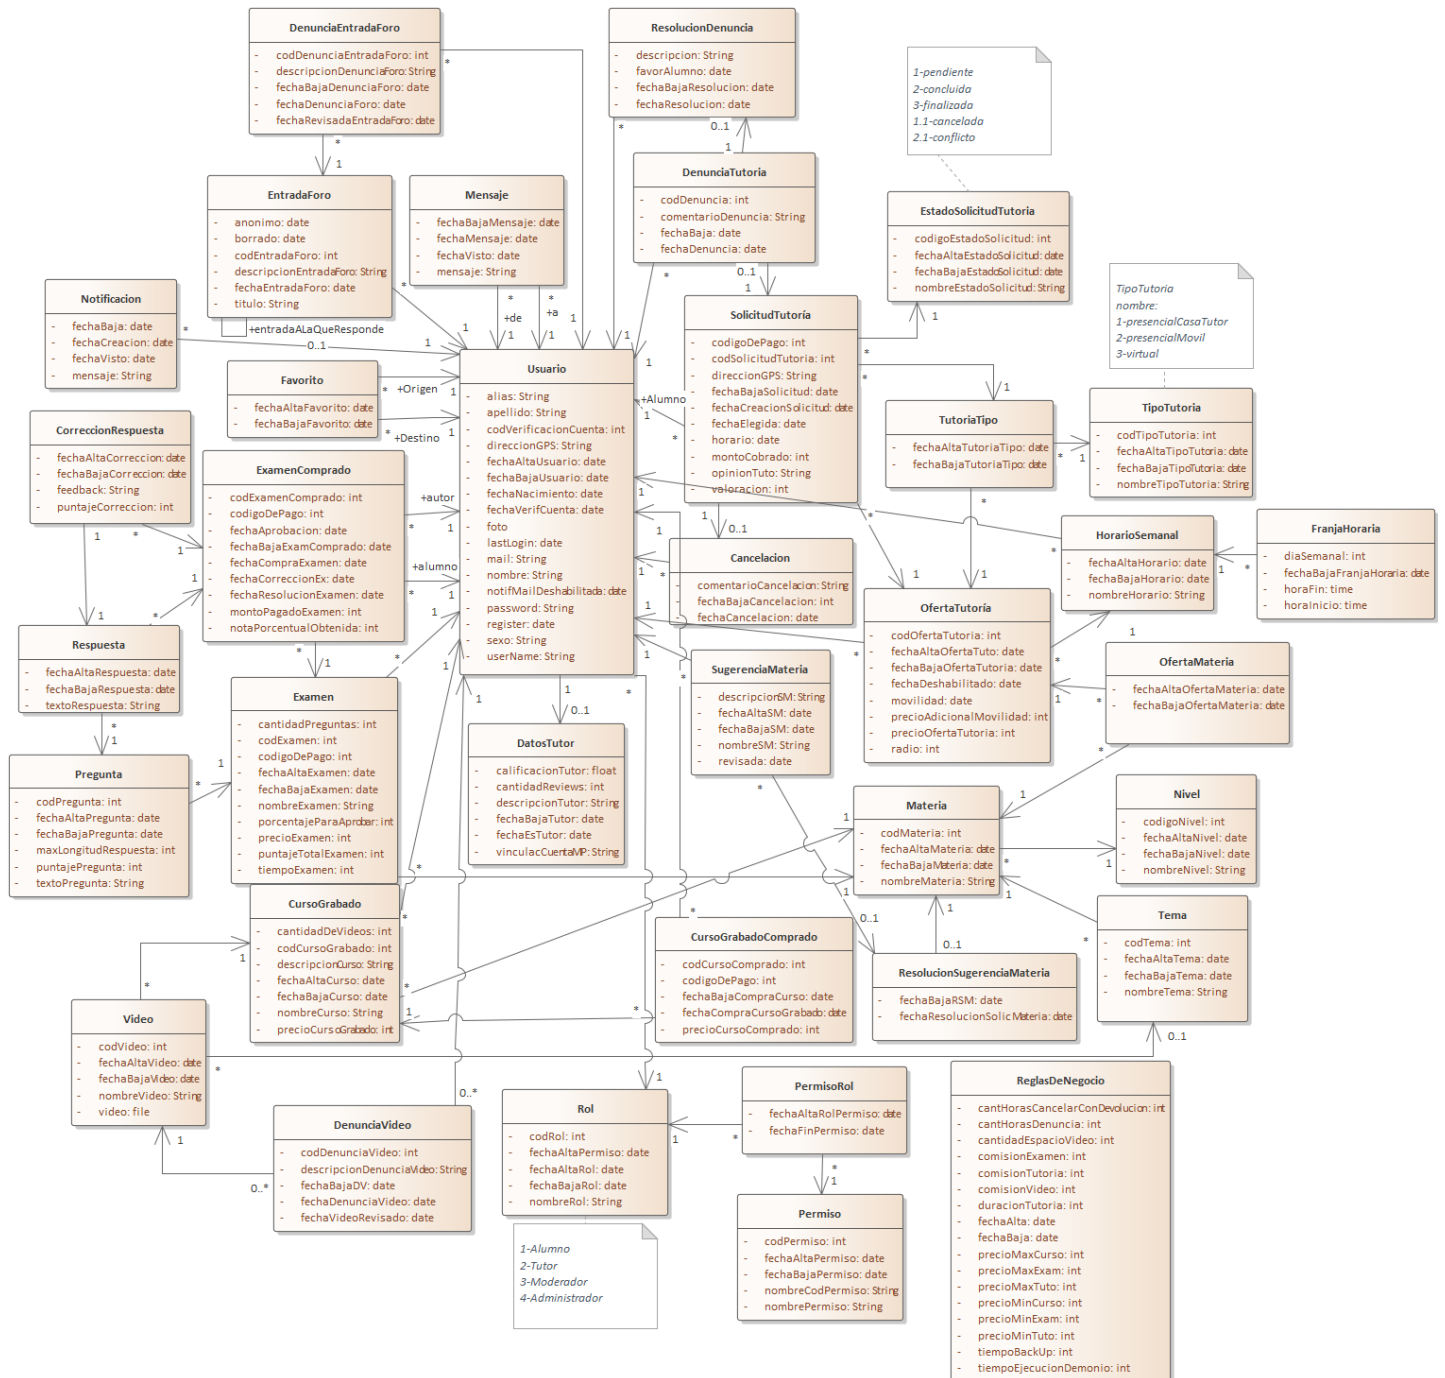 DenunciaEntradaForo
- codDenunciaEntradaForo: int
- descripcionDenunciaForo: String
- fechaBajaDenunciaForo: date
- fechaDenunciaForo: date
- fechaRevisadaEntradaForo: date
ResolucionDenuncia
- descripcion: String
- favorAlumno: date
- fechaBajaResolucion: date
- fechaResolucion: date
1-pendiente
2-concluida
3-finalizada
1.1-cancelada
2.1-conflicto
EntradaForo
- anonimo: date
- borrado: date
- codEntradaForo: int
- descripcionEntradaForo: String
- fechaEntradaForo: date
- titulo: String
+entradaALaQueResponde
0..1
Mensaje
- fechaBajaMensaje: date
- fechaMensaje: date
- fechaVisto: date
- mensaje: String
+de
+a
DenunciaTutoria
- codDenuncia: int
- comentarioDenuncia: String
- fechaBaja: date
- fechaDenuncia: date
EstadoSolicitudTutoria
- codigoEstadoSolicitud: int
- fechaAltaEstadoSolicitud: date
- fechaBajaEstadoSolicitud: date
- nombreEstadoSolicitud: String
TipoTutoria
nombre:
1-presencialCasaTutor
2-presencialMovil
3-virtual
Notificacion
- fechaBaja: date
- fechaCreacion: date
- fechaVisto: date
- mensaje: String
SolicitudTutoría
- codigoDePago: int
- codSolicitudTutoria: int
- direccionGPS: String
- fechaBajaSolicitud: date
- fechaCreacionSolicitud: date
- fechaElegida: date
- horario: date
- montoCobrado: int
- opinionTuto: String
- valoracion: int
+Alumno
Usuario
- alias: String
- apellido: String
- codVerificacionCuenta: int
- direccionGPS: String
- fechaAltaUsuario: date
- fechaBajaUsuario: date
- fechaNacimiento: date
- fechaVerifCuenta: date
- foto
- lastLogin: date
- mail: String
- nombre: String
- notifMailDeshabilitada: date
- password: String
- register: date
- sexo: String
- userName: String
Favorito
- fechaAltaFavorito: date
- fechaBajaFavorito: date
+Origen
+Destino
TutoriaTipo
- fechaAltaTutoriaTipo: date
- fechaBajaTutoriaTipo: date
TipoTutoria
- codTipoTutoria: int
- fechaAltaTipoTutoria: date
- fechaBajaTipoTutoria: date
- nombreTipoTutoria: String
CorreccionRespuesta
- fechaAltaCorreccion: date
- fechaBajaCorreccion: date
- feedback: String
- puntajeCorreccion: int
ExamenComprado
- codExamenComprado: int
- codigoDePago: int
- fechaAprobacion: date
- fechaBajaExamComprado: date
- fechaCompraExamen: date
- fechaCorreccionEx: date
- fechaResolucionExamen: date
- montoPagadoExamen: int
- notaPorcentualObtenida: int
+autor
+alumno
Cancelacion
- comentarioCancelacion: String
- fechaBajaCancelacion: int
- fechaCancelacion: date
HorarioSemanal
- fechaAltaHorario: date
- fechaBajaHorario: date
- nombreHorario: String
FranjaHoraria
- diaSemanal: int
- fechaBajaFranjaHoraria: date
- horaFin: time
- horaInicio: time
OfertaTutoría
- codOfertaTutoria: int
- fechaAltaOfertaTuto: date
- fechaBajaOfertaTutoria: date
- fechaDeshabilitado: date
- movilidad: date
- precioAdicionalMovilidad: int
- precioOfertaTutoria: int
- radio: int
Respuesta
- fechaAltaRespuesta: date
- fechaBajaRespuesta: date
- textoRespuesta: String
SugerenciaMateria
- descripcionSM: String
- fechaAltaSM: date
- fechaBajaSM: date
- nombreSM: String
- revisada: date
OfertaMateria
- fechaAltaOfertaMateria: date
- fechaBajaOfertaMateria: date
Examen
- cantidadPreguntas: int
- codExamen: int
- codigoDePago: int
- fechaAltaExamen: date
- fechaBajaExamen: date
- nombreExamen: String
- porcentajeParaAprobar: int
- precioExamen: int
- puntajeTotalExamen: int
- tiempoExamen: int
DatosTutor
- calificacionTutor: float
- cantidadReviews: int
- descripcionTutor: String
- fechaBajaTutor: date
- fechaEsTutor: date
- vinculacCuentaMP: String
Pregunta
- codPregunta: int
- fechaAltaPregunta: date
- fechaBajaPregunta: date
- maxLongitudRespuesta: int
- puntajePregunta: int
- textoPregunta: String
Materia
- codMateria: int
- fechaAltaMateria: date
- fechaBajaMateria: date
- nombreMateria: String
Nivel
- codigoNivel: int
- fechaAltaNivel: date
- fechaBajaNivel: date
- nombreNivel: String
CursoGrabado
- cantidadDeVideos: int
- codCursoGrabado: int
- descripcionCurso: String
- fechaAltaCurso: date
- fechaBajaCurso: date
- nombreCurso: String
- precioCursoGrabado: int
CursoGrabadoComprado
- codCursoComprado: int
- codigoDePago: int
- fechaBajaCompraCurso: date
- fechaCompraCursoGrabado: date
- precioCursoComprado: int
ResolucionSugerenciaMateria
- fechaBajaRSM: date
- fechaResolucionSolicMateria: date
Tema
- codTema: int
- fechaAltaTema: date
- fechaBajaTema: date
- nombreTema: String
Video
- codVideo: int
- fechaAltaVideo: date
- fechaBajaVideo: date
- nombreVideo: String
- video: file
DenunciaVideo
- codDenunciaVideo: int
- descripcionDenunciaVideo: String
- fechaBajaDV: date
- fechaDenunciaVideo: date
- fechaVideoRevisado: date
Rol
- codRol: int
- fechaAltaPermiso: date
- fechaAltaRol: date
- fechaBajaRol: date
- nombreRol: String
1-Alumno
2-Tutor
3-Moderador
4-Administrador
PermisoRol
- fechaAltaRolPermiso: date
- fechaFinPermiso: date
Permiso
- codPermiso: int
- fechaAltaPermiso: date
- fechaBajaPermiso: date
- nombreCodPermiso: String
- nombrePermiso: String
ReglasDeNegocio
- cantHorasCancelarConDevolucion: int
- cantHorasDenuncia: int
- cantidadEspacioVideo: int
- comisionExamen: int
- comisionTutoria: int
- comisionVideo: int
- duracionTutoria: int
- fechaAlta: date
- fechaBaja: date
- precioMaxCurso: int
- precioMaxExam: int
- precioMaxTuto: int
- precioMinCurso: int
- precioMinExam: int
- precioMinTuto: int
- tiempoBackUp: int
- tiempoEjecucionDemonio: int